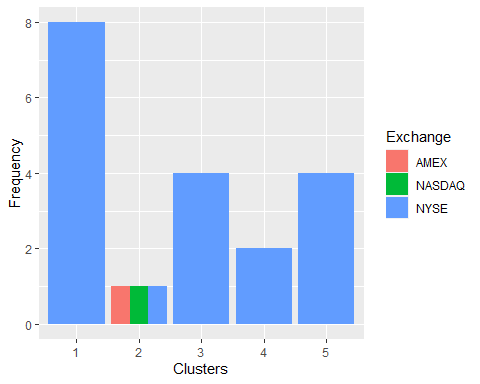 8
6
4
2
0
Frequency
1 2 3 4 5
Clusters
Exchange
AMEX
NASDAQ
NYSE